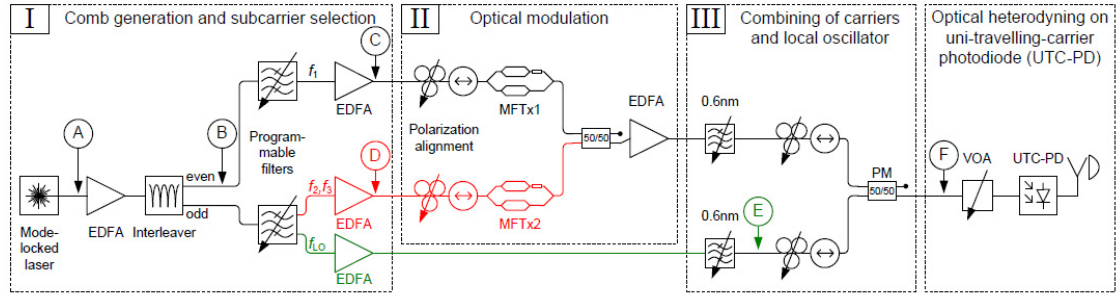 I
Comb generation and subcarrier selection
II
Optical modulation
III
Combining of carriers
and local oscillator
Optical heterodyning on
uni-travelling-carrier
photodiode (UTC-PD)
C
f1
EDFA
MFTx1
EDFA
0.6nm
A
B
Program-
mable
filters
Polarization
alignment
50/50
D
even
odd
f2,f3
EDFA
MFTx2
PM
50/50
F
VOA
UTC-PD
Mode-
locked
laser
EDFA
Interleaver
fLO
EDFA
0.6nm
E